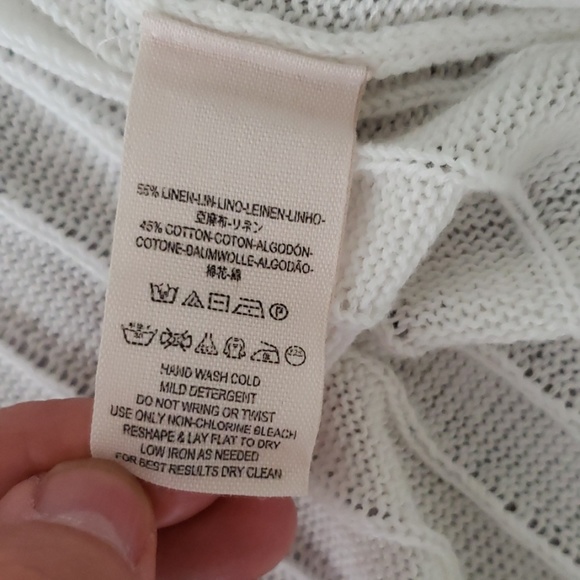 55% LINEN-LIN-LINO-LEINEN-LINHO-
亞麻布-リネン
45% COTTON-COTON-ALGODÓN-
COTONE-BAUMWOLLE-ALGODÃO-
棉花-綿
P
HAND WASH COLD
MILD DETERGENT
DO NOT WRING OR TWIST
USE ONLY NON-CHLORINE BLEACH
RESHAPE & LAY FLAT TO DRY
LOW IRON AS NEEDED
FOR BEST RESULTS DRY CLEAN